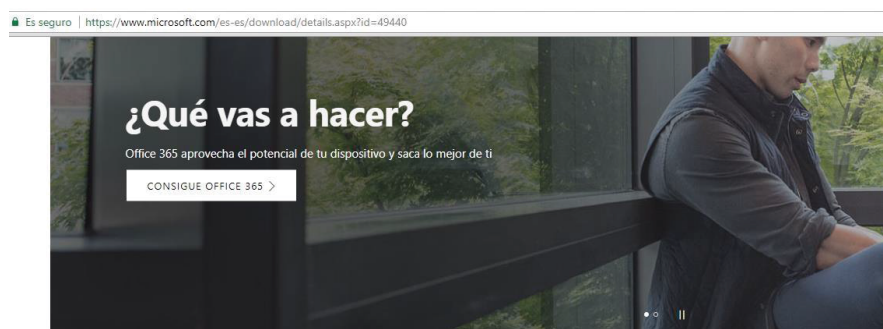 Es seguro | https://www.microsoft.com/es-es/download/details.aspx?id=49440
¿Qué vas a hacer?
Office 365 aprovecha el potencial de tu dispositivo y saca lo mejor de ti
CONSIGUE OFFICE 365 >